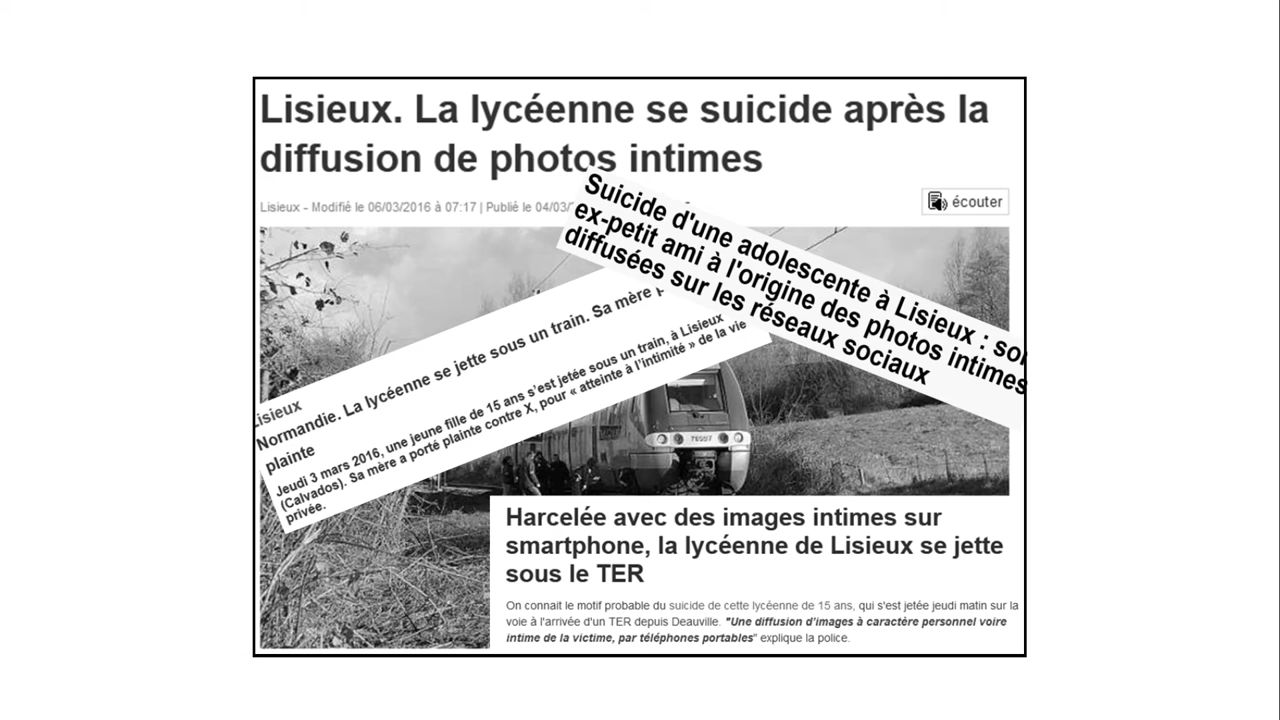 Lisieux. La lycéenne se suicide après la
diffusion de photos intimes
Lisieux - Modifié le 06/03/2016 à 07:17 | Publié le 04/03/
écouter
Suicide d'une adolescente à Lisieux : son
ex-petit ami à l'origine des photos intimes
diffusées sur les réseaux sociaux
Lisieux
Normandie. La lycéenne se jette sous un train. Sa mère
plainte
Jeudi 3 mars 2016, une jeune fille de 15 ans s'est jetée sous un train, à Lisieux
(Calvados). Sa mère a porté plainte contre X, pour « atteinte à l'intimité » de la vie
privée.
76507
Harcelée avec des images intimes sur
smartphone, la lycéenne de Lisieux se jette
sous le TER
On connait le motif probable du suicide de cette lycéenne de 15 ans, qui s'est jetée jeudi matin sur la
voie à l'arrivée d'un TER depuis Deauville. "Une diffusion d'images à caractère personnel voire
intime de la victime, par téléphones portables" explique la police.